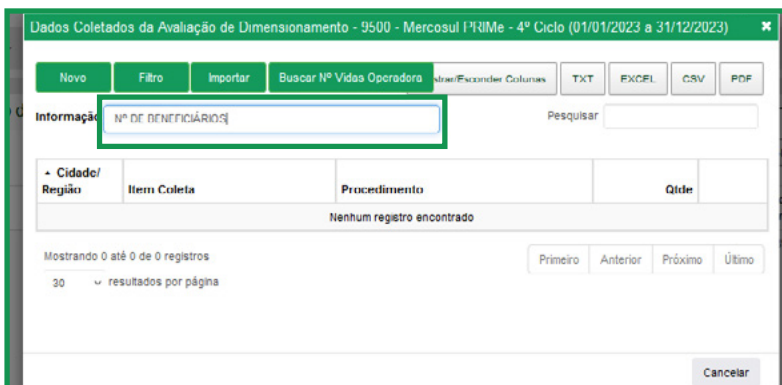 Dados Coletados da Avaliação de Dimensionamento - 9500 - Mercosul PRIMe - 4º Ciclo (01/01/2023 a 31/12/2023) ×
Novo Filtro Importar Buscar Nº Vidas Operadora strar/Esconder Colunas TXT EXCEL CSV PDF
Informação Nº DE BENEFICIÁRIOS Pesquisar
Cidade/
Região Item Coleta Procedimento Qtde
Nenhum registro encontrado
Mostrando 0 até 0 de 0 registros
Primeiro Anterior Próximo Último
30 resultados por página
Cancelar